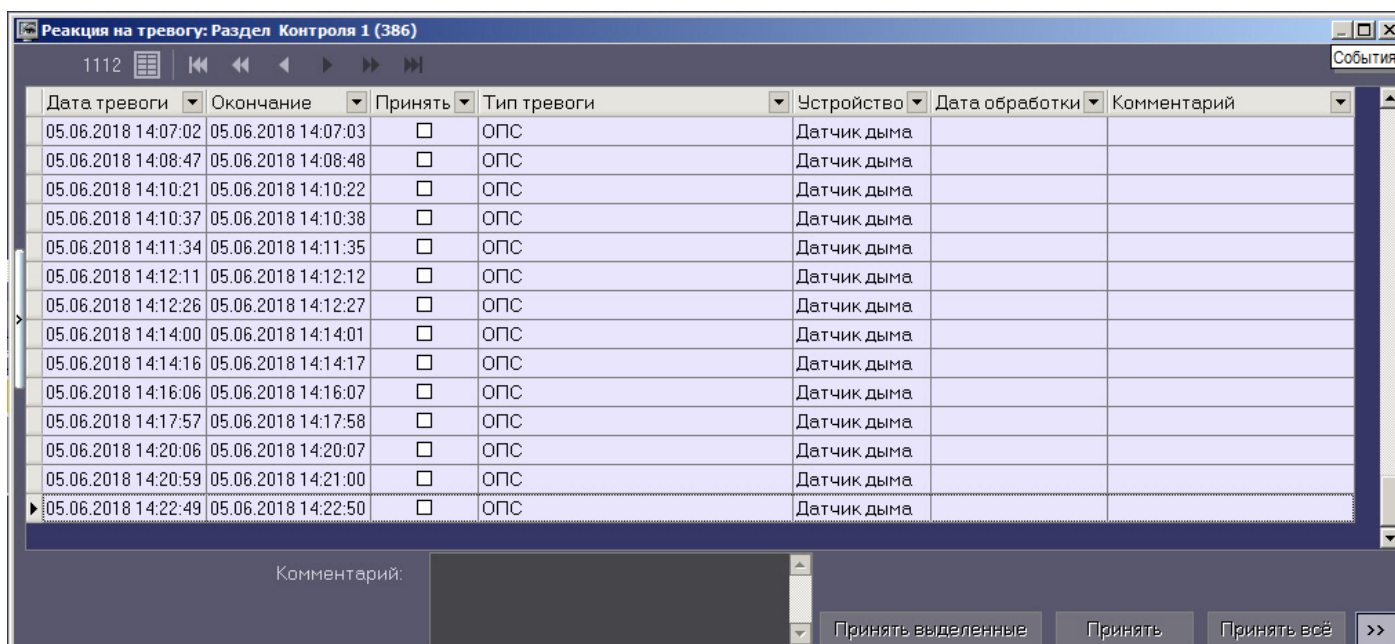 Реакция на тревогу: Раздел Контроля 1 (386)
События
1112
Дата тревоги Окончание Принять Тип тревоги Устройство Дата обработки Комментарий
05.06.2018 14:07:02 05.06.2018 14:07:03 ОПС Датчик дыма
05.06.2018 14:08:47 05.06.2018 14:08:48 ОПС Датчик дыма
05.06.2018 14:10:21 05.06.2018 14:10:22 ОПС Датчик дыма
05.06.2018 14:10:37 05.06.2018 14:10:38 ОПС Датчик дыма
05.06.2018 14:11:34 05.06.2018 14:11:35 ОПС Датчик дыма
05.06.2018 14:12:11 05.06.2018 14:12:12 ОПС Датчик дыма
05.06.2018 14:12:26 05.06.2018 14:12:27 ОПС Датчик дыма
05.06.2018 14:14:00 05.06.2018 14:14:01 ОПС Датчик дыма
05.06.2018 14:14:16 05.06.2018 14:14:17 ОПС Датчик дыма
05.06.2018 14:16:06 05.06.2018 14:16:07 ОПС Датчик дыма
05.06.2018 14:17:57 05.06.2018 14:17:58 ОПС Датчик дыма
05.06.2018 14:20:06 05.06.2018 14:20:07 ОПС Датчик дыма
05.06.2018 14:20:59 05.06.2018 14:21:00 ОПС Датчик дыма
05.06.2018 14:22:49 05.06.2018 14:22:50 ОПС Датчик дыма
Комментарий:
Принять выделенные Принять Принять всё >>